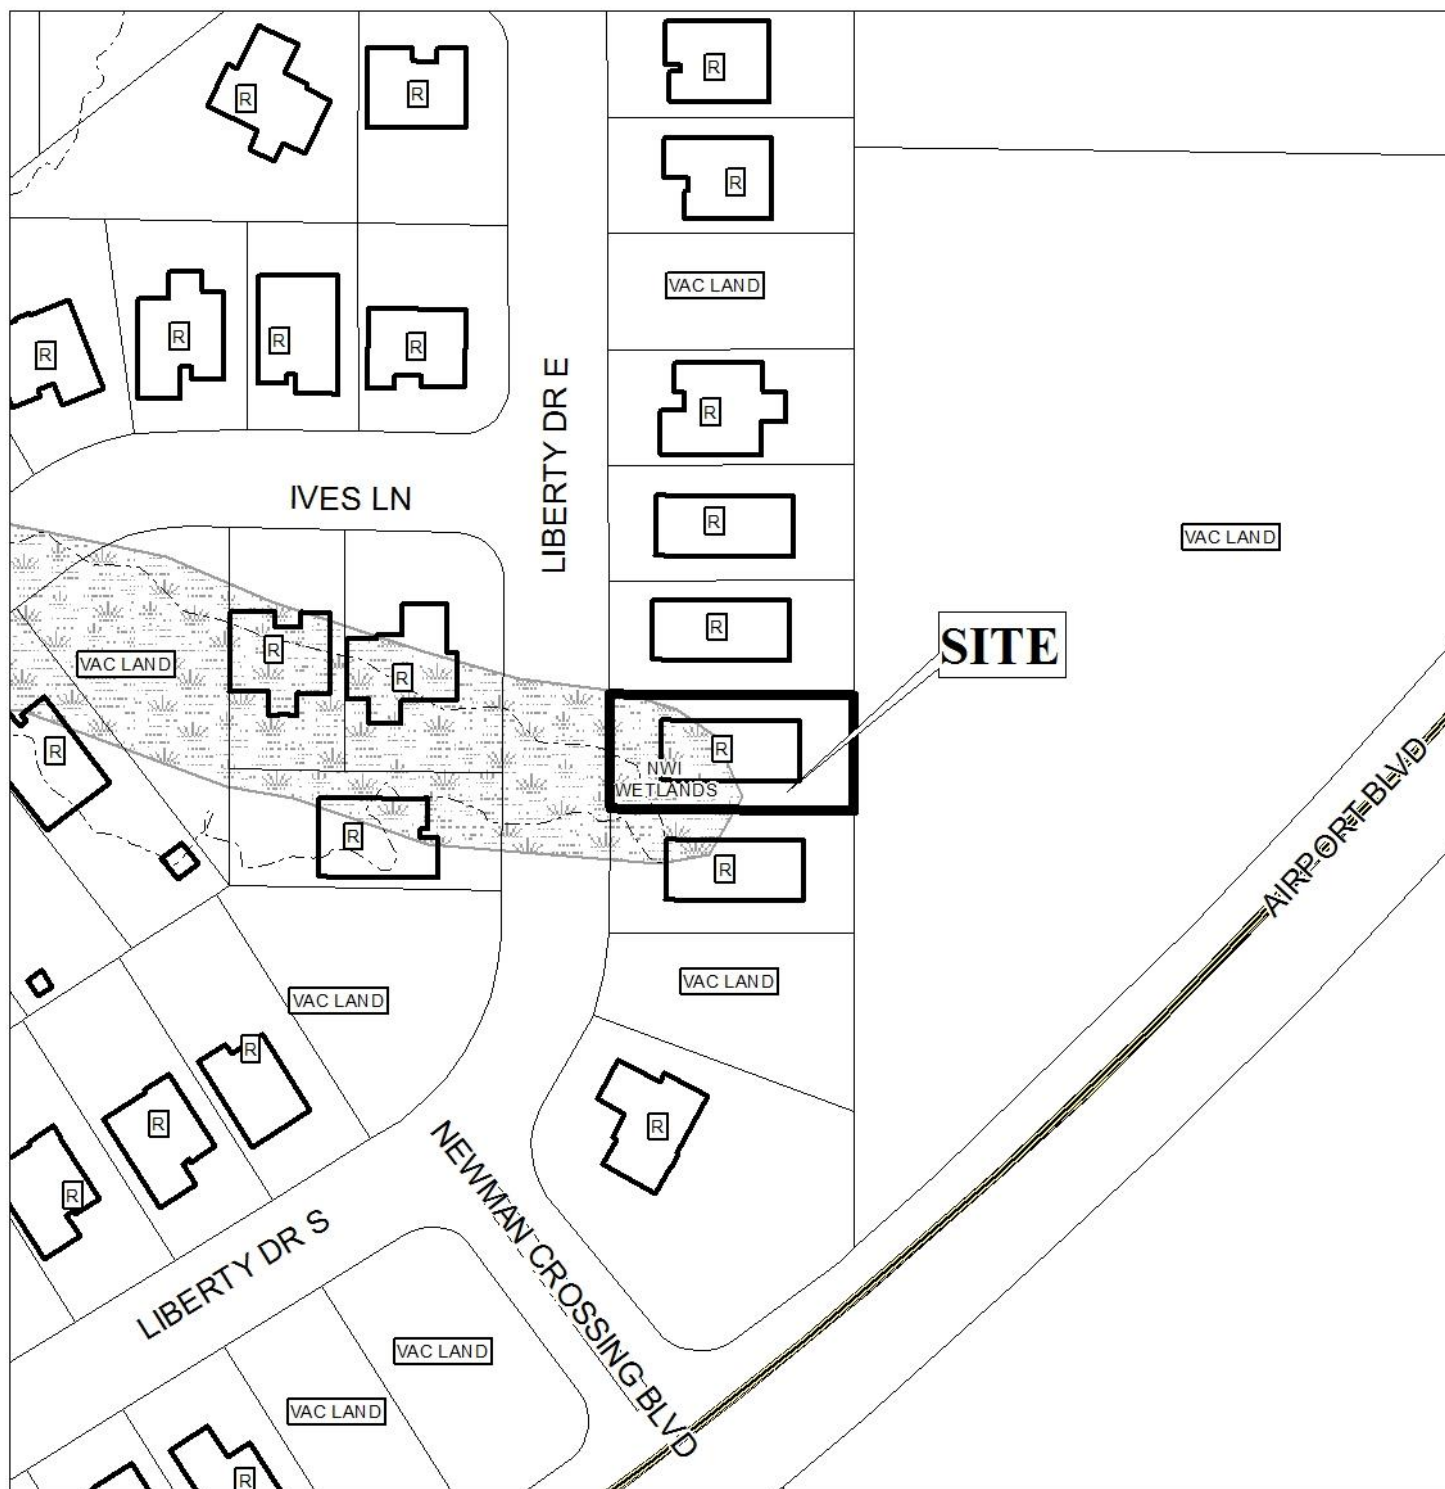 R
R
R
R
VAC LAND
R
R
R
R
R
LIBERTY DR E
IVES LN
R
VAC LAND
R
SITE
R
R
VAC LAND
R
R
R
NWI
WETLANDS
AIRPORT BLVD
R
R
VAC LAND
VAC LAND
R
R
R
R
NEWMAN CROSSING BLVD
LIBERTY DR S
VAC LAND
VAC LAND
R